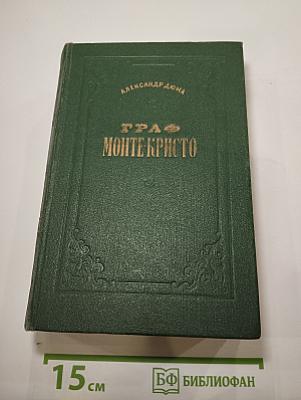 АЛЕКСАНДР ДЮМА
ГРАФ
МОНТЕ-КРИСТО
15 см
БФ БИБЛИОФАН